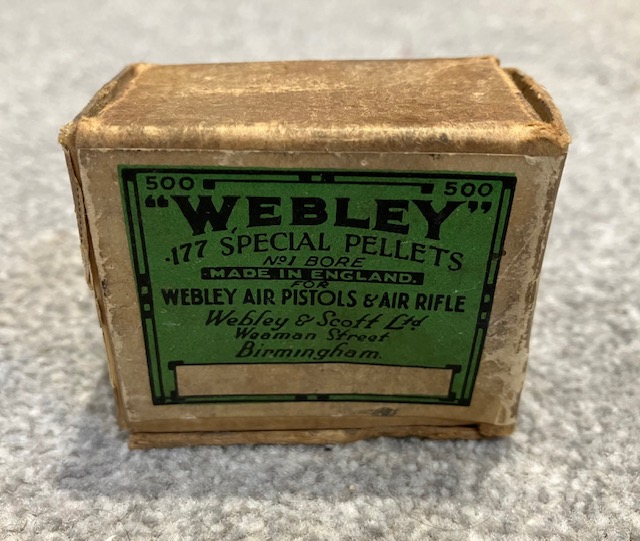 500 500
"WEBLEY"
·177 SPECIAL PELLETS
Nº1 BORE
·MADE IN ENGLAND.
FOR
WEBLEY AIR PISTOLS & AIR RIFLE
Webley & Scott Ltd
Weaman Street
Birmingham.